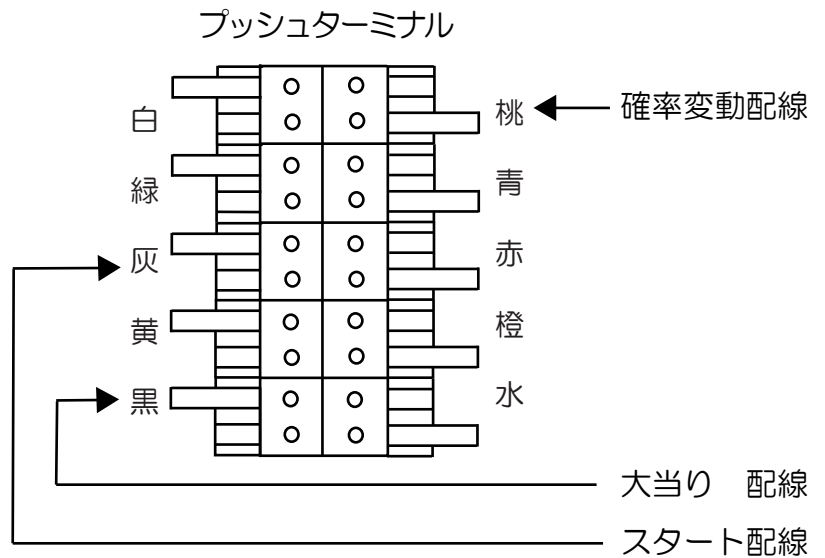 プッシュターミナル
白
緑
灰
黄
黒
桃
青
赤
橙
水
確率変動配線
大当り　配線
スタート配線